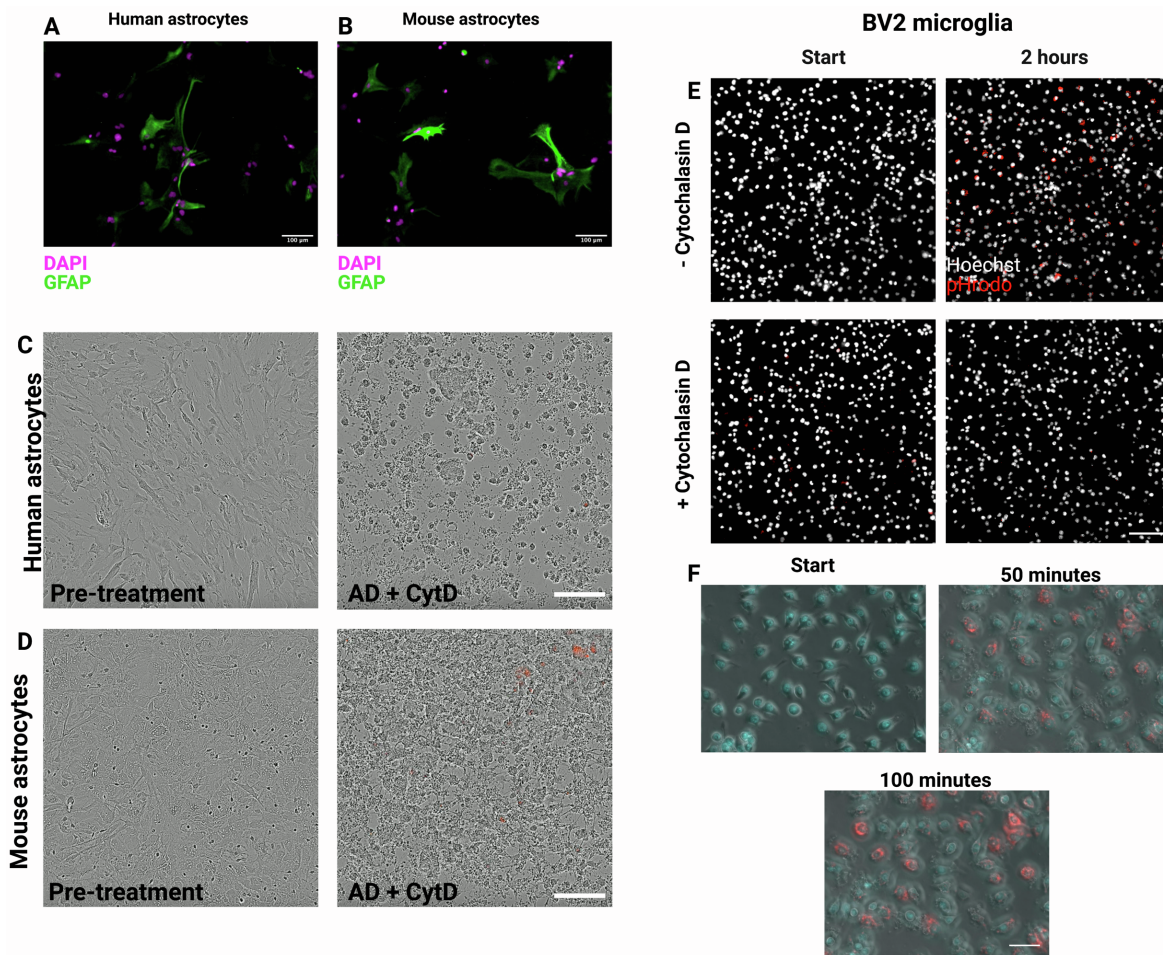 A
Human astrocytes
B
Mouse astrocytes
100 μm
100 μm
DAPI
GFAP
DAPI
GFAP
C
Human astrocytes
Pre-treatment
AD + CytD
D
Mouse astrocytes
Pre-treatment
AD + CytD
BV2 microglia
Start
2 hours
E
- Cytochalasin D
Hoechst
pHrodo
+ Cytochalasin D
F
Start
50 minutes
100 minutes